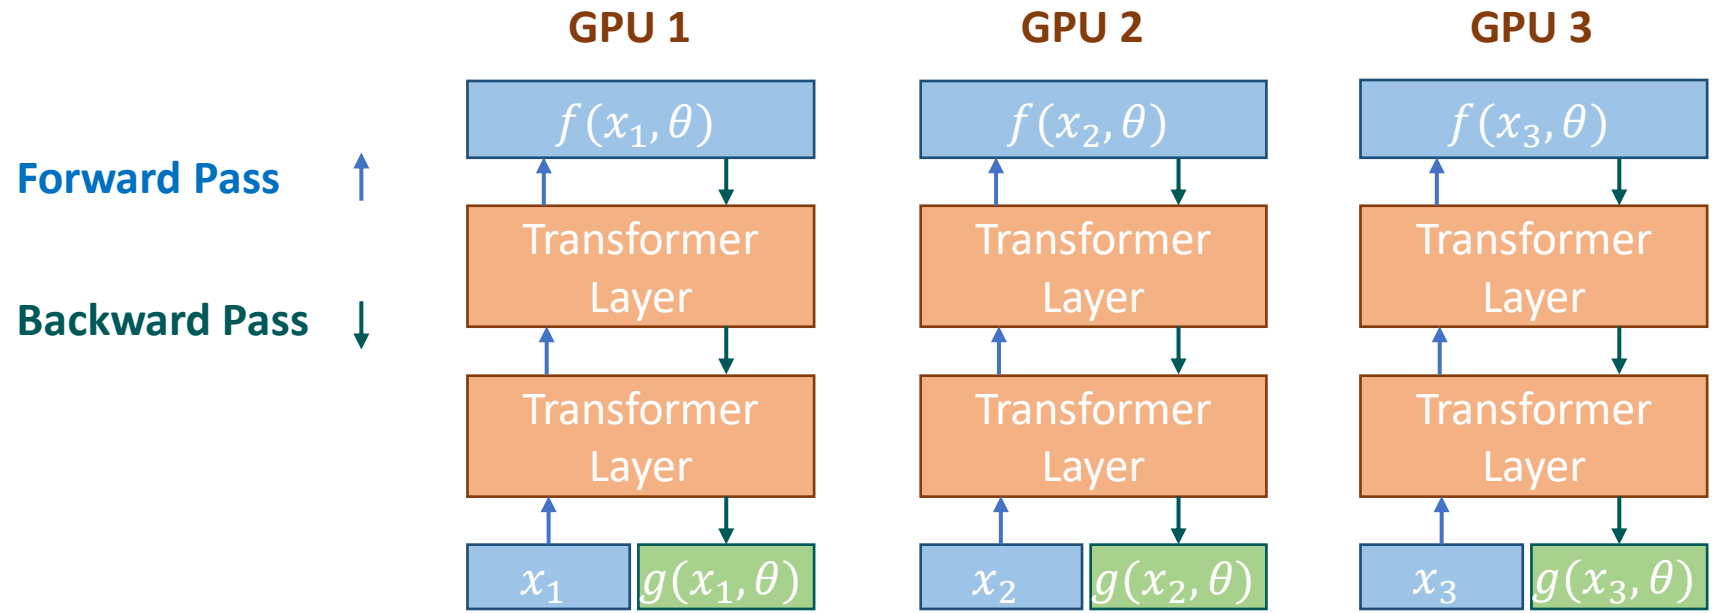 GPU 1
GPU 2
GPU 3
f(x₁, θ)
f(x₂, θ)
f(x₃, θ)
Forward Pass
Transformer
Layer
Transformer
Layer
Transformer
Layer
Backward Pass
Transformer
Layer
Transformer
Layer
Transformer
Layer
x₁
g(x₁, θ)
x₂
g(x₂, θ)
x₃
g(x₃, θ)